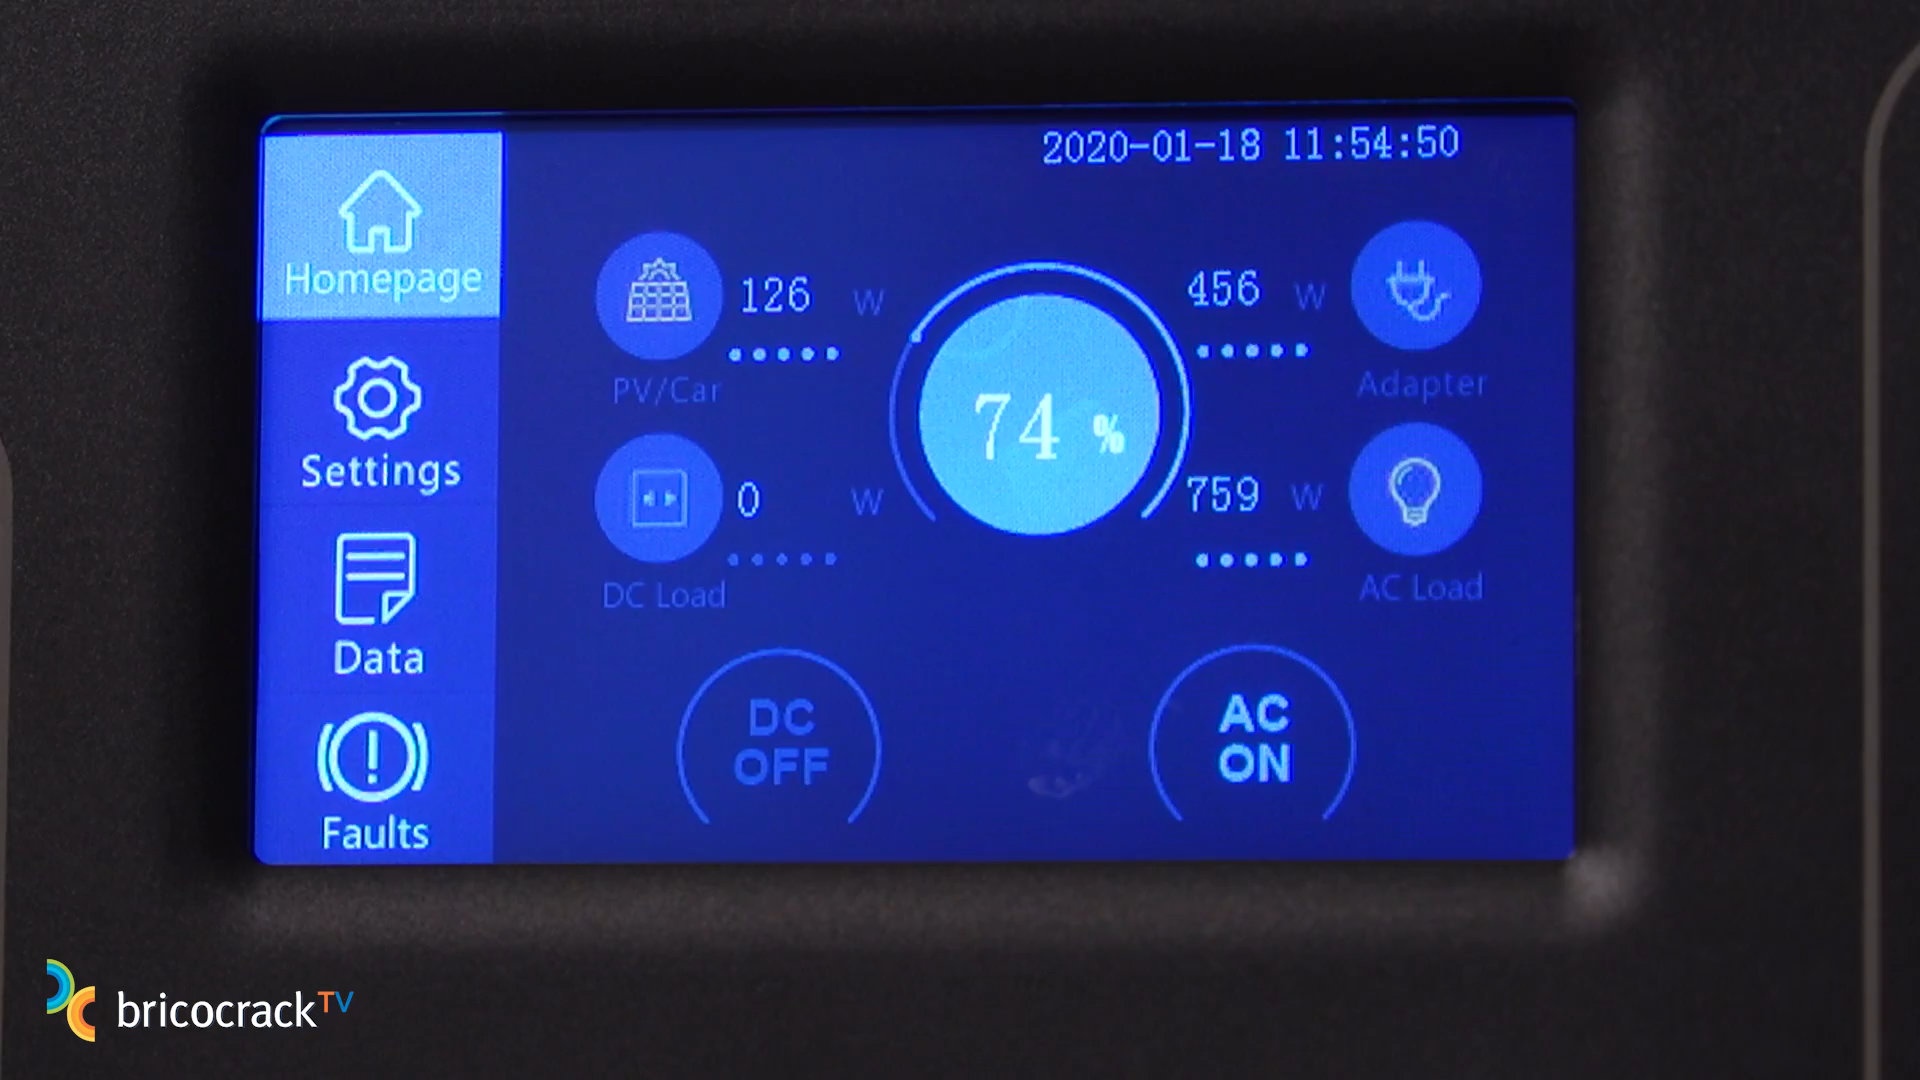 2020-01-18 11:54:50
Homepage
Settings
Data
Faults
126 W
PV/Car
0 W
DC Load
74 %
456 W
Adapter
759 W
AC Load
DC
OFF
AC
ON
bricocrackTV